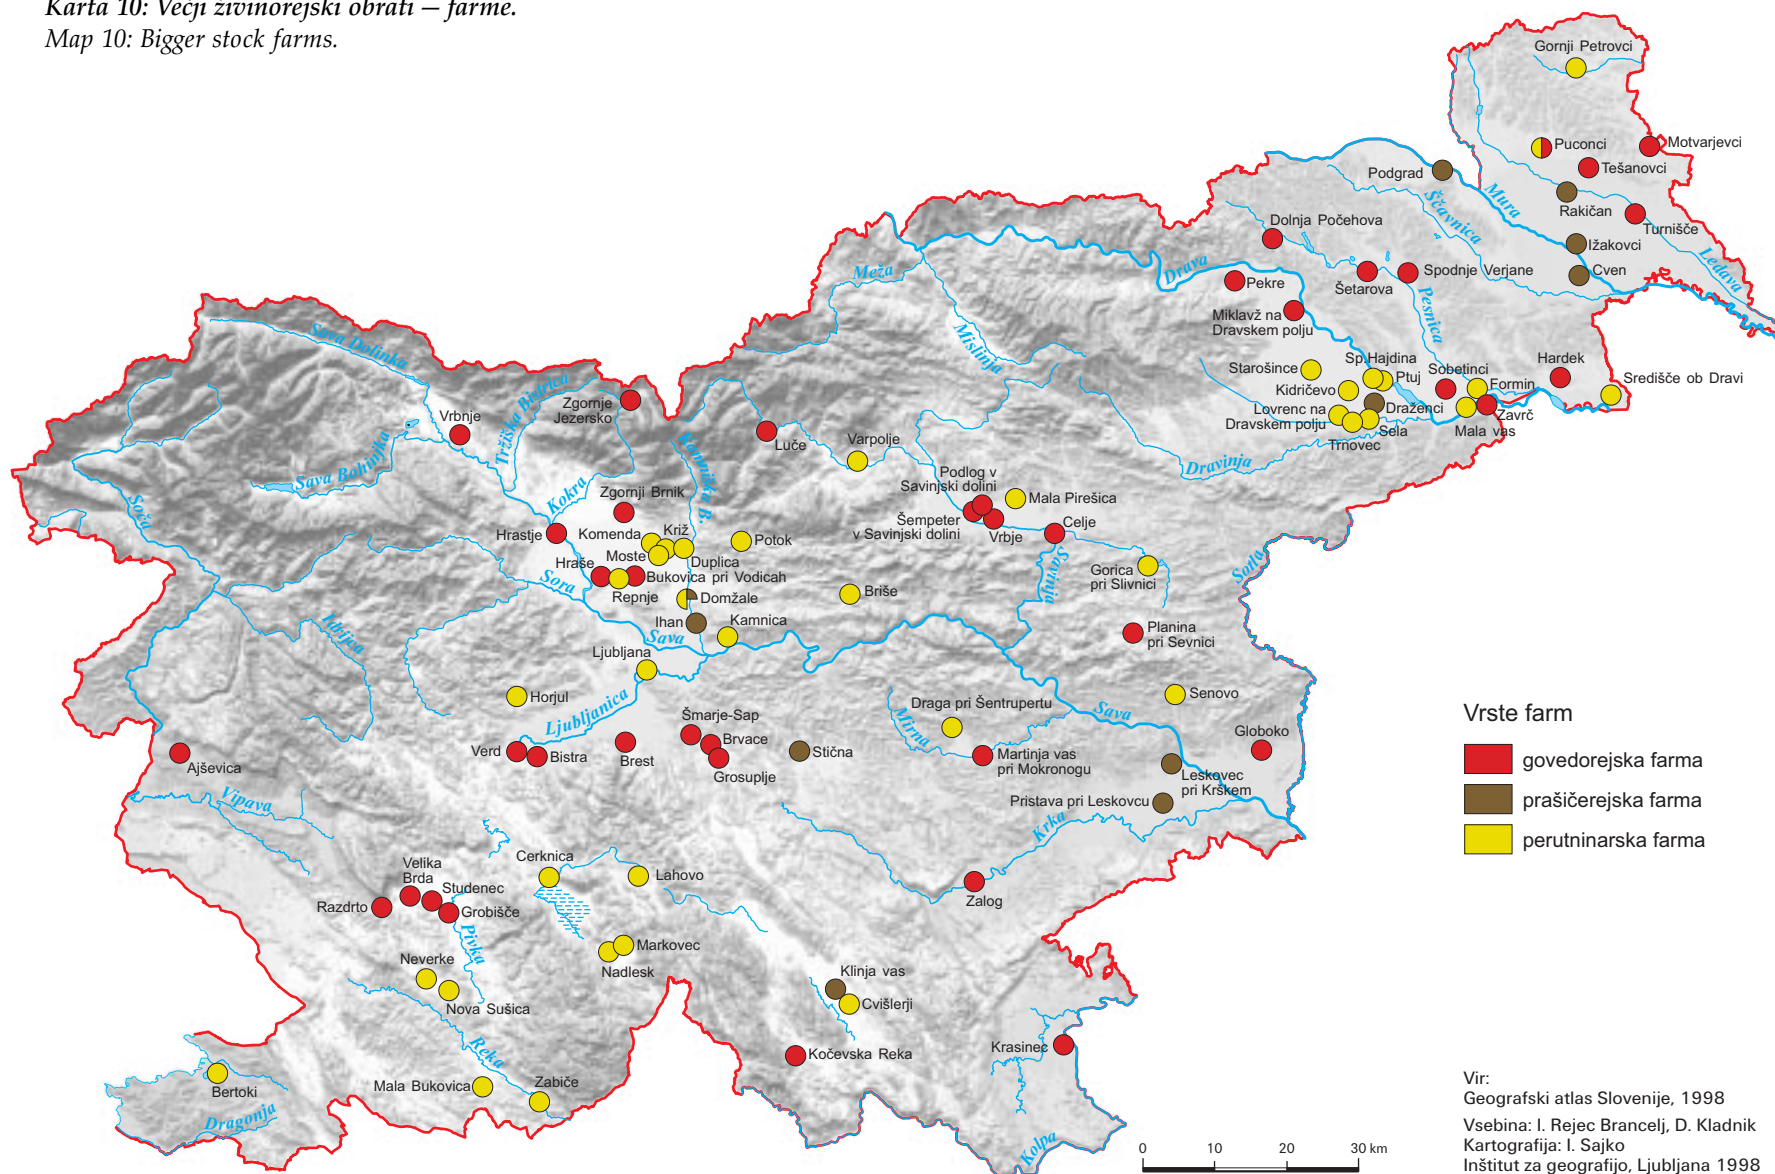 Karta 10: Večji živinorejski obrati – farme.
Map 10: Bigger stock farms.
Gornji Petrovci
Puconci
Motvarjevci
Tešanovci
Podgrad
Rakičan
Mura
Ščavnica
Turnišče
Dolnja Počehova
Ižakovci
Ledava
Cven
Meža
Drava
Pekre
Šetarova
Spodnje Verjane
Miklavž na
Dravskem polju
Pesnica
Sava Dolinka
Mislinja
Starošince
Sp.Hajdina
Ptuj
Sobetinci
Hardek
Kidričevo
Formin
Središče ob Dravi
Tržiška Bistrica
Zgornje
Jezersko
Vrbnje
Lovrenc na
Dravskem polju
Draženci
Zavrč
Trnovec
Sela
Mala vas
Kamniška B.
Luče
Varpolje
Sava Bohinjka
Dravinja
Podlog v
Savinjski dolini
Mala Pirešica
Kokra
Zgornji Brnik
Soča
Šempeter
v Savinjski dolini
Vrbje
Celje
Hrastje
Komenda
Križ
Potok
Moste
Duplica
Hraše
Bukovica pri Vodicah
Sora
Repnje
Domžale
Briše
Savinja
Gorica
pri Slivnici
Sotla
Ihan
Kamnica
Sava
Idrijca
Planina
pri Sevnici
Ljubljana
Horjul
Ljubljanica
Senovo
Draga pri Šentrupertu
Mirna
Sava
Šmarje-Sap
Brvace
Verd
Bistra
Brest
Grosuplje
Stična
Globoko
Martinja vas
pri Mokronogu
Ajševica
Leskovec
pri Krškem
Pristava pri Leskovcu
Vipava
Krka
Velika
Brda
Studenec
Cerknica
Lahovo
Razdrto
Grobišče
Zalog
Pivka
Neverke
Markovec
Nadlesk
Nova Sušica
Klinja vas
Cvišlerji
Reka
Kočevska Reka
Krasinec
Bertoki
Mala Bukovica
Zabiče
Dragonja
Kolpa
Vrste farm
govedorejska farma
prašičerejska farma
perutninarska farma
Vir:
Geografski atlas Slovenije, 1998
Vsebina: I. Rejec Brancelj, D. Kladnik
Kartografija: I. Sajko
Inštitut za geografijo, Ljubljana 1998
0 10 20 30 km